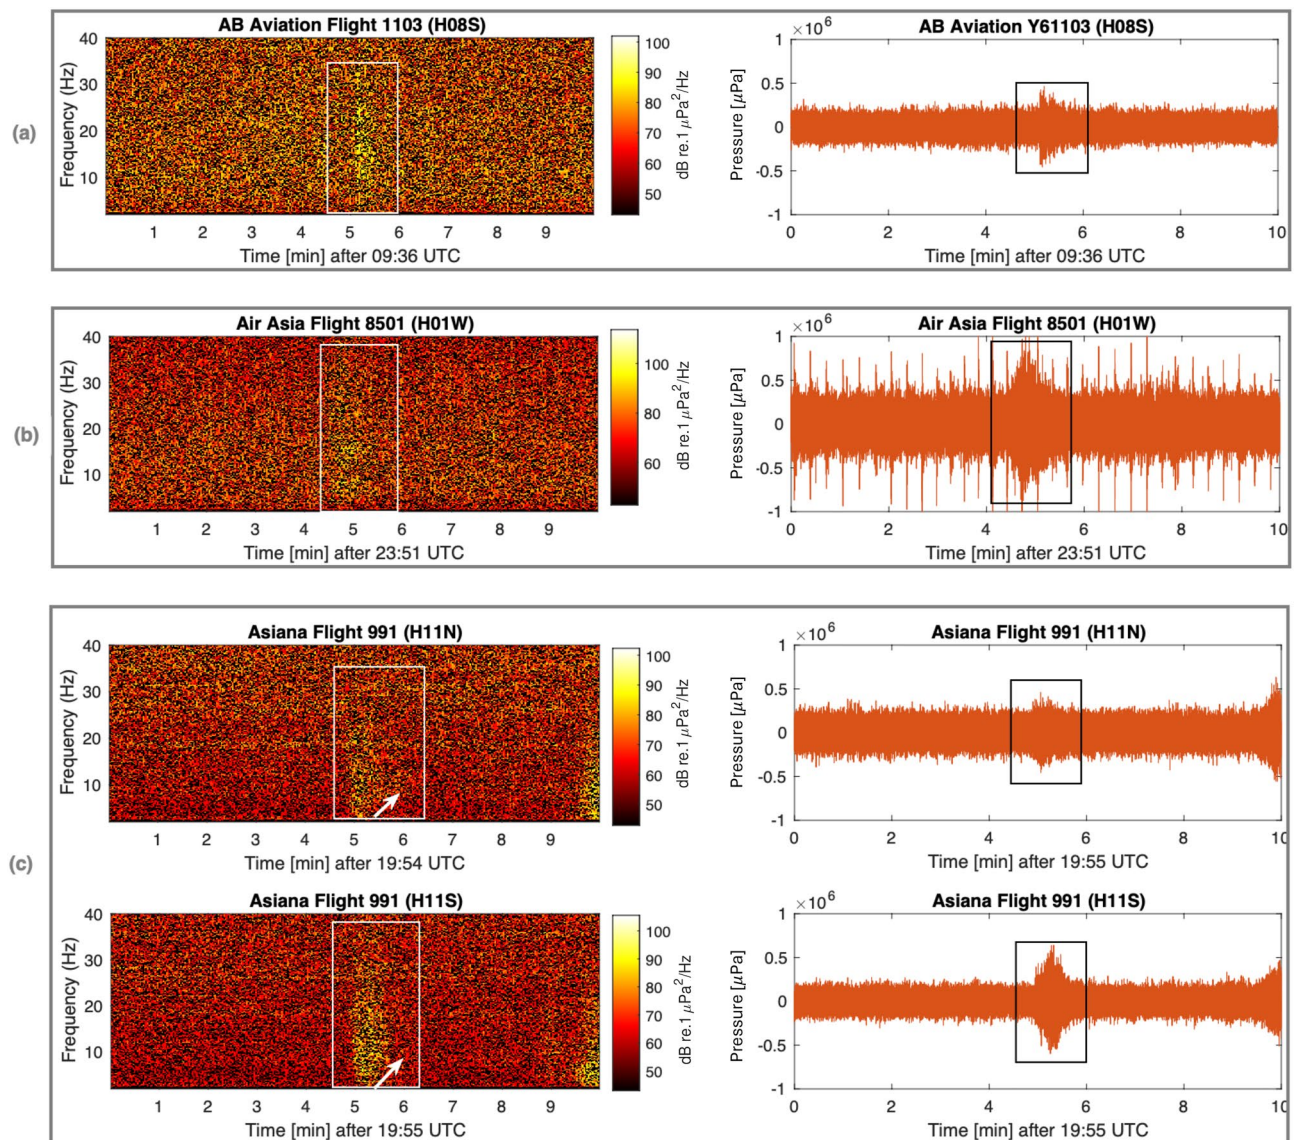 (a)
AB Aviation Flight 1103 (H08S)
40
30
20
10
Frequency (Hz)
1 2 3 4 5 6 7 8 9
Time [min] after 09:36 UTC
100
90
80
70
60
50
dB re.1 μPa²/Hz
AB Aviation Y61103 (H08S)
×10⁶
1
0.5
0
-0.5
-1
Pressure [μPa]
0 2 4 6 8 10
Time [min] after 09:36 UTC
(b)
Air Asia Flight 8501 (H01W)
40
30
20
10
Frequency (Hz)
1 2 3 4 5 6 7 8 9
Time [min] after 23:51 UTC
100
80
60
dB re.1 μPa²/Hz
Air Asia Flight 8501 (H01W)
×10⁶
1
0.5
0
-0.5
-1
Pressure [μPa]
0 2 4 6 8 10
Time [min] after 23:51 UTC
(c)
Asiana Flight 991 (H11N)
40
30
20
10
Frequency (Hz)
1 2 3 4 5 6 7 8 9
Time [min] after 19:54 UTC
100
90
80
70
60
50
dB re.1 μPa²/Hz
Asiana Flight 991 (H11N)
×10⁶
1
0.5
0
-0.5
-1
Pressure [μPa]
0 2 4 6 8 10
Time [min] after 19:55 UTC
Asiana Flight 991 (H11S)
40
30
20
10
Frequency (Hz)
1 2 3 4 5 6 7 8 9
Time [min] after 19:55 UTC
100
90
80
70
60
50
dB re.1 μPa²/Hz
Asiana Flight 991 (H11S)
×10⁶
1
0.5
0
-0.5
-1
Pressure [μPa]
0 2 4 6 8 10
Time [min] after 19:55 UTC